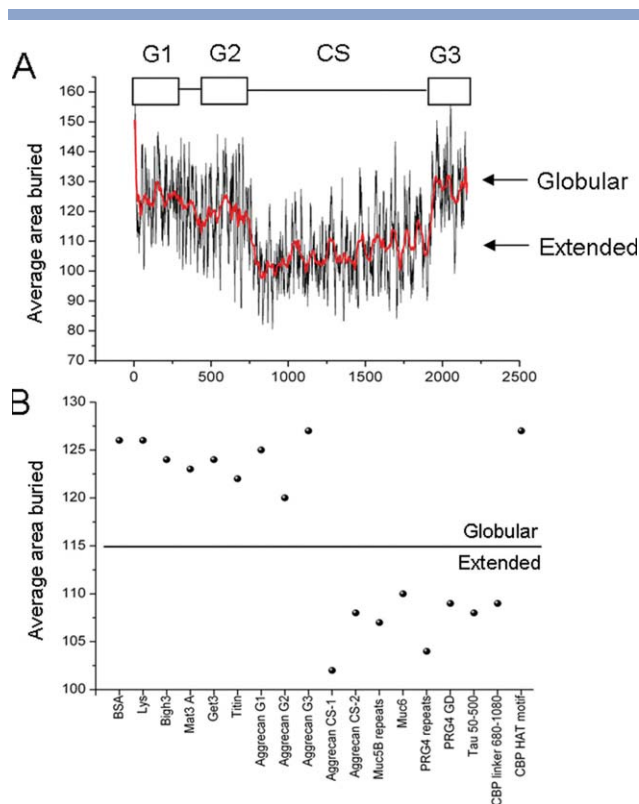 G1 G2 CS G3
A
160
150
140
130
120
110
100
90
80
70
Average area buried
Globular
Extended
0 500 1000 1500 2000 2500
B
130
125
120
115
110
105
100
Average area buried
Globular
Extended
BSA
Lys
Bigh3
Mat3 A
Get3
Titin
Aggrecan G1
Aggrecan G2
Aggrecan G3
Aggrecan CS-1
Aggrecan CS-2
Muc5B repeats
Muc6
PRG4 repeats
PRG4 GD
Tau 50-500
CBP linker 680-1080
CBP HAT motif